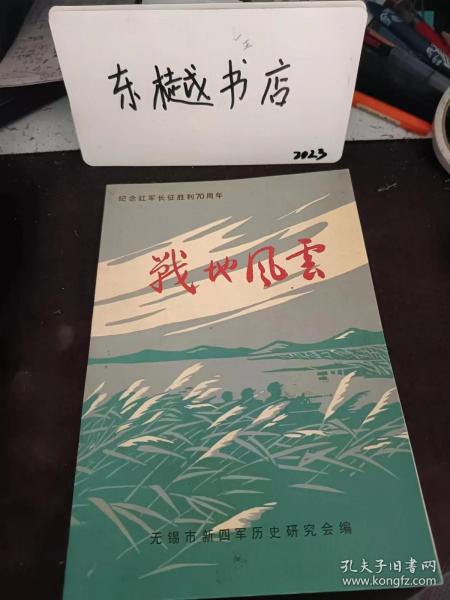 东樾书店
2023
纪念红军长征胜利70周年
戰地风雲
无锡市新四军历史研究会编
孔夫子旧书网
www.kongfz.com